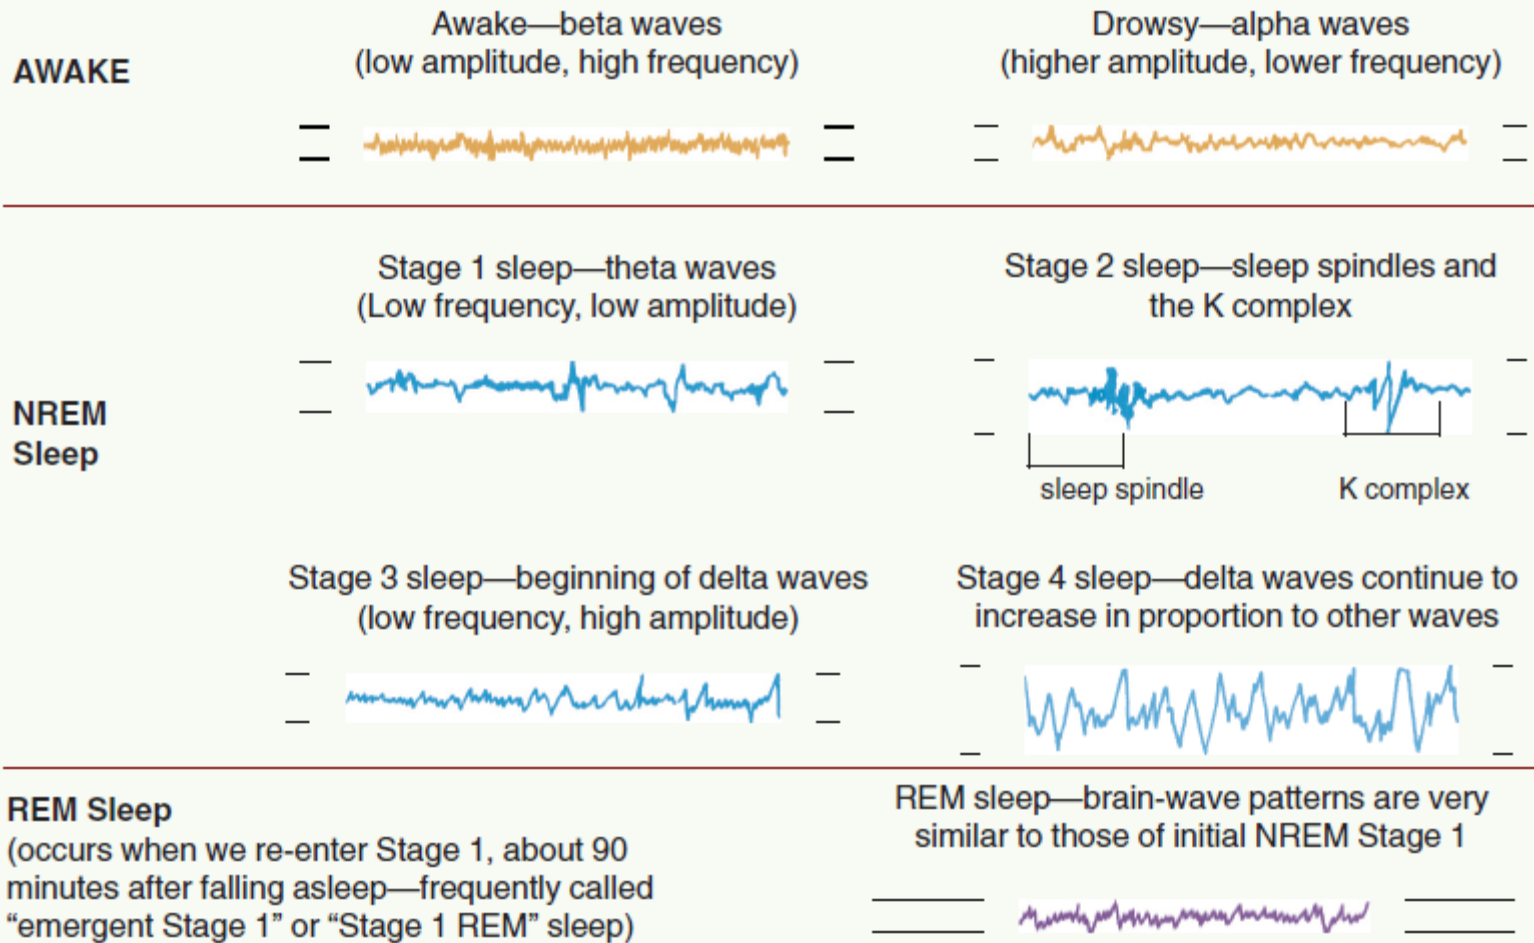 AWAKE
Awake—beta waves
(low amplitude, high frequency)
Drowsy—alpha waves
(higher amplitude, lower frequency)
NREM
Sleep
Stage 1 sleep—theta waves
(Low frequency, low amplitude)
Stage 2 sleep—sleep spindles and
the K complex
sleep spindle
K complex
Stage 3 sleep—beginning of delta waves
(low frequency, high amplitude)
Stage 4 sleep—delta waves continue to
increase in proportion to other waves
REM Sleep
(occurs when we re-enter Stage 1, about 90
minutes after falling asleep—frequently called
“emergent Stage 1” or “Stage 1 REM” sleep)
REM sleep—brain-wave patterns are very
similar to those of initial NREM Stage 1